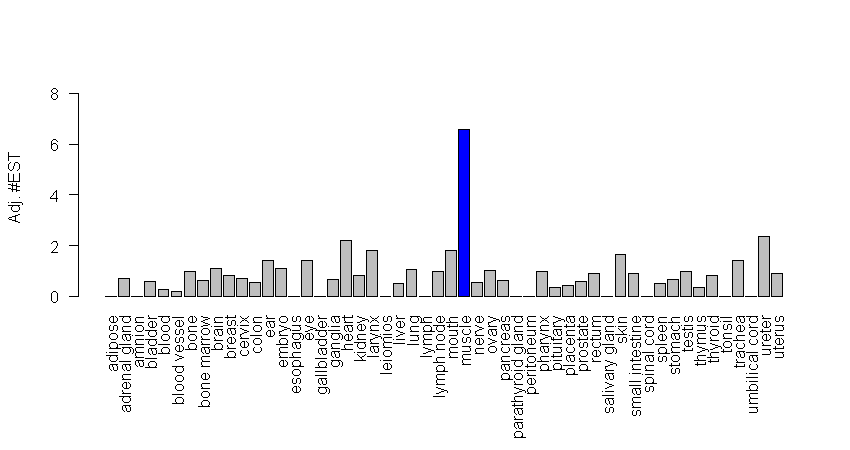 Adj. #EST
8
6
4
2
0
adipose
adrenal gland
amnion
bladder
blood
blood vessel
bone
bone marrow
brain
breast
cervix
colon
ear
embryo
esophagus
eye
gallbladder
ganglia
heart
kidney
larynx
leiomios
liver
lung
lymph
lymph node
mouth
muscle
nerve
ovary
pancreas
parathyroid gland
peritoneum
pharynx
pituitary
placenta
prostate
rectum
salivary gland
skin
small intestine
spinal cord
spleen
stomach
testis
thymus
thyroid
tonsil
trachea
umbilical cord
ureter
uterus